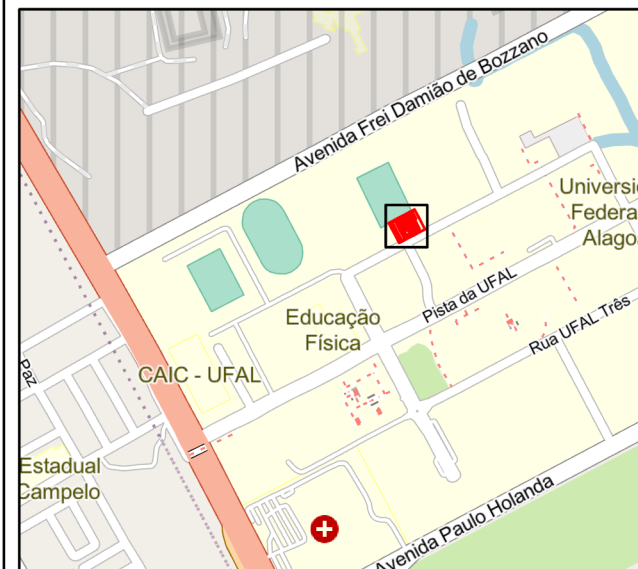 Avenida Frei Damião de Bozzano
Universi
Federa
Alago
Pista da UFAL
Educação
Física
Rua UFAL Três
CAIC - UFAL
Paz
Estadual
Campelo
Avenida Paulo Holanda